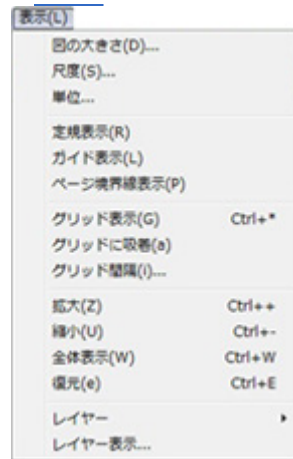 表示(L)
図の大きさ(D)...
尺度(S)...
単位...
定規表示(R)
ガイド表示(L)
ページ境界線表示(P)
グリッド表示(G) Ctrl+*
グリッドに吸着(a)
グリッド間隔(i)...
拡大(Z) Ctrl++
縮小(U) Ctrl+-
全体表示(W) Ctrl+W
復元(e) Ctrl+E
レイヤー
レイヤー表示...